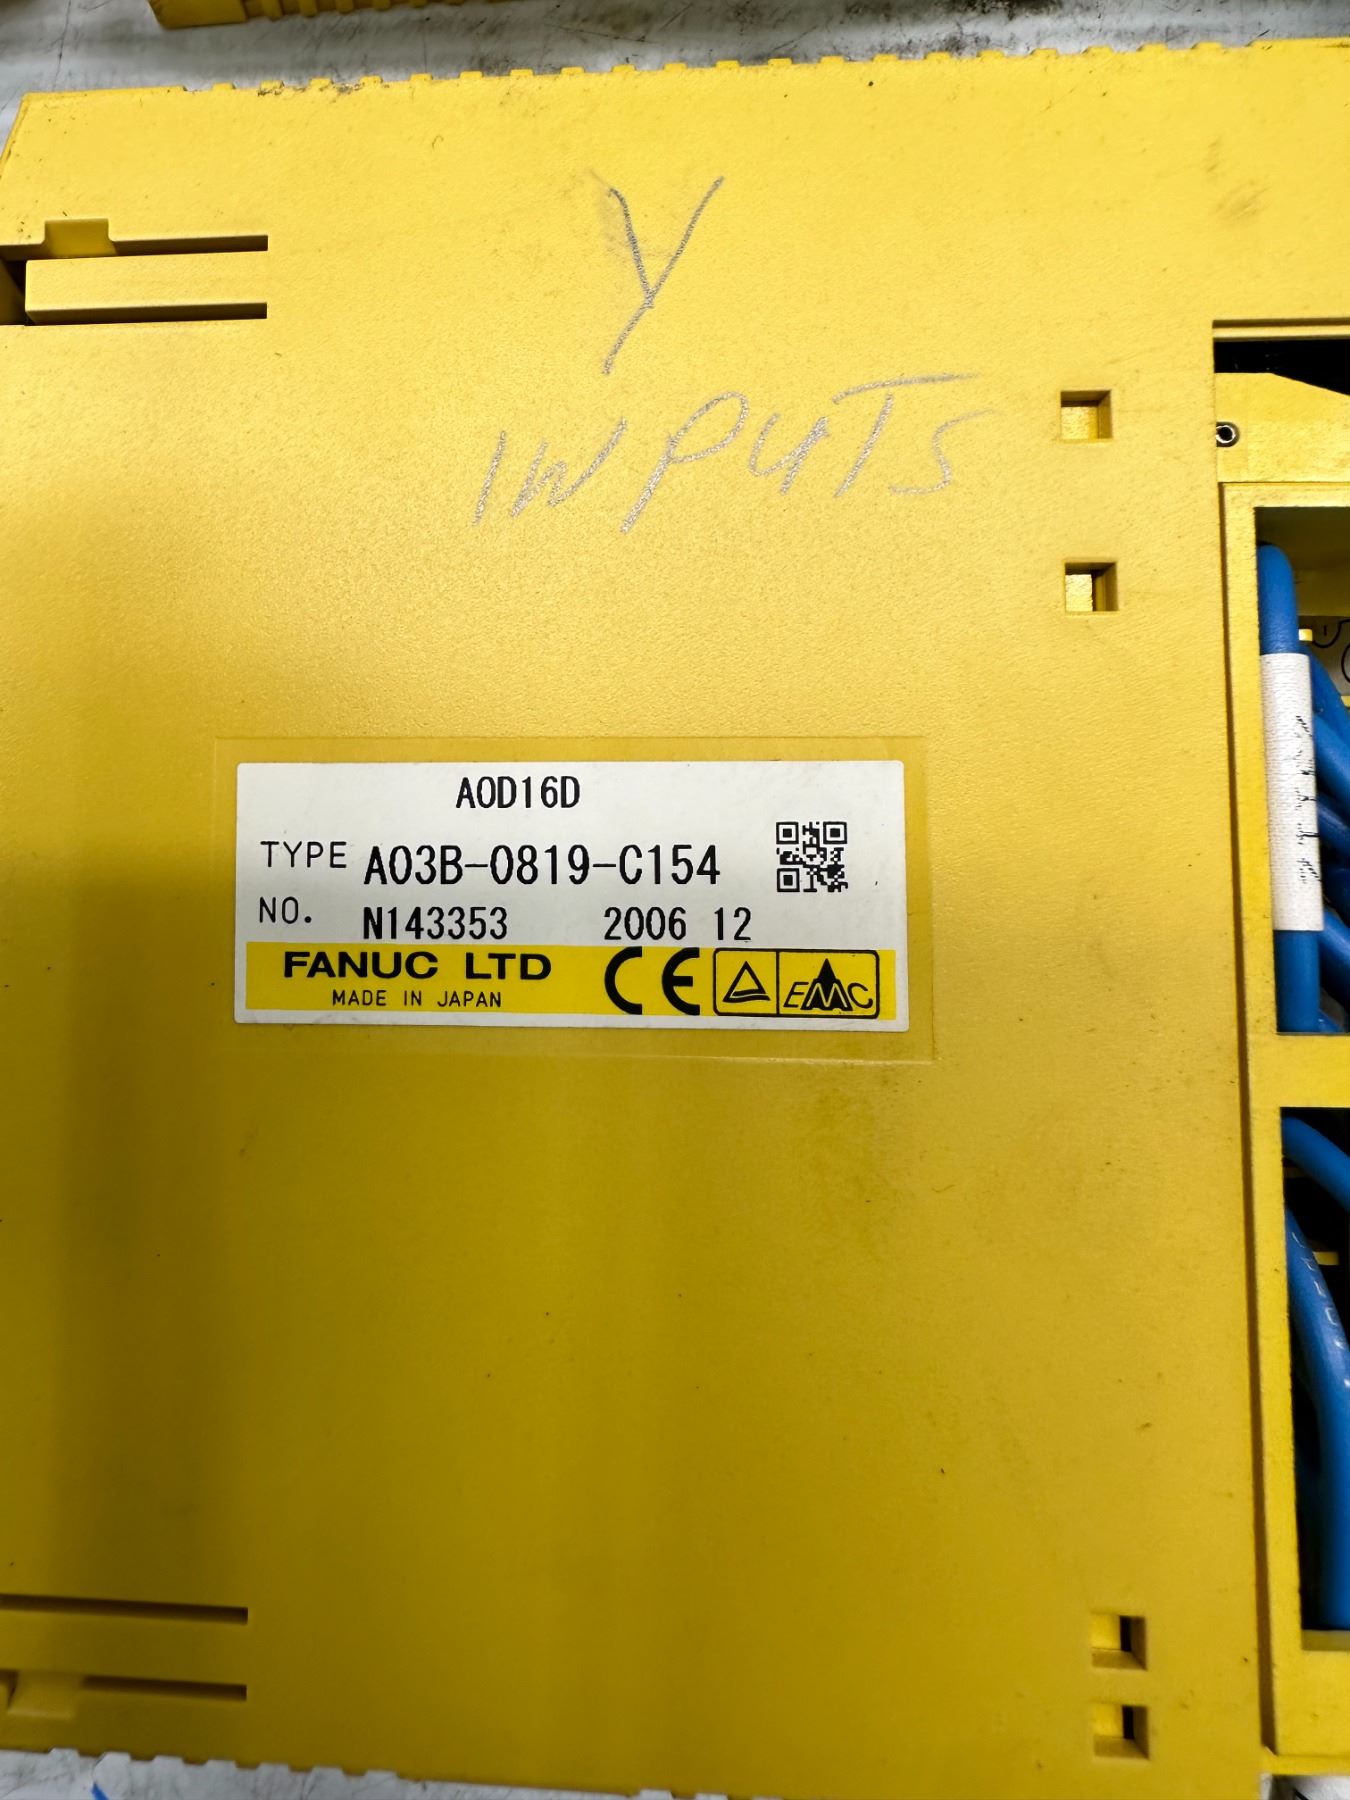 Y
INPUTS
AOD16D
TYPE A03B-0819-C154
NO. N143353 2006 12
FANUC LTD CE EMC
MADE IN JAPAN